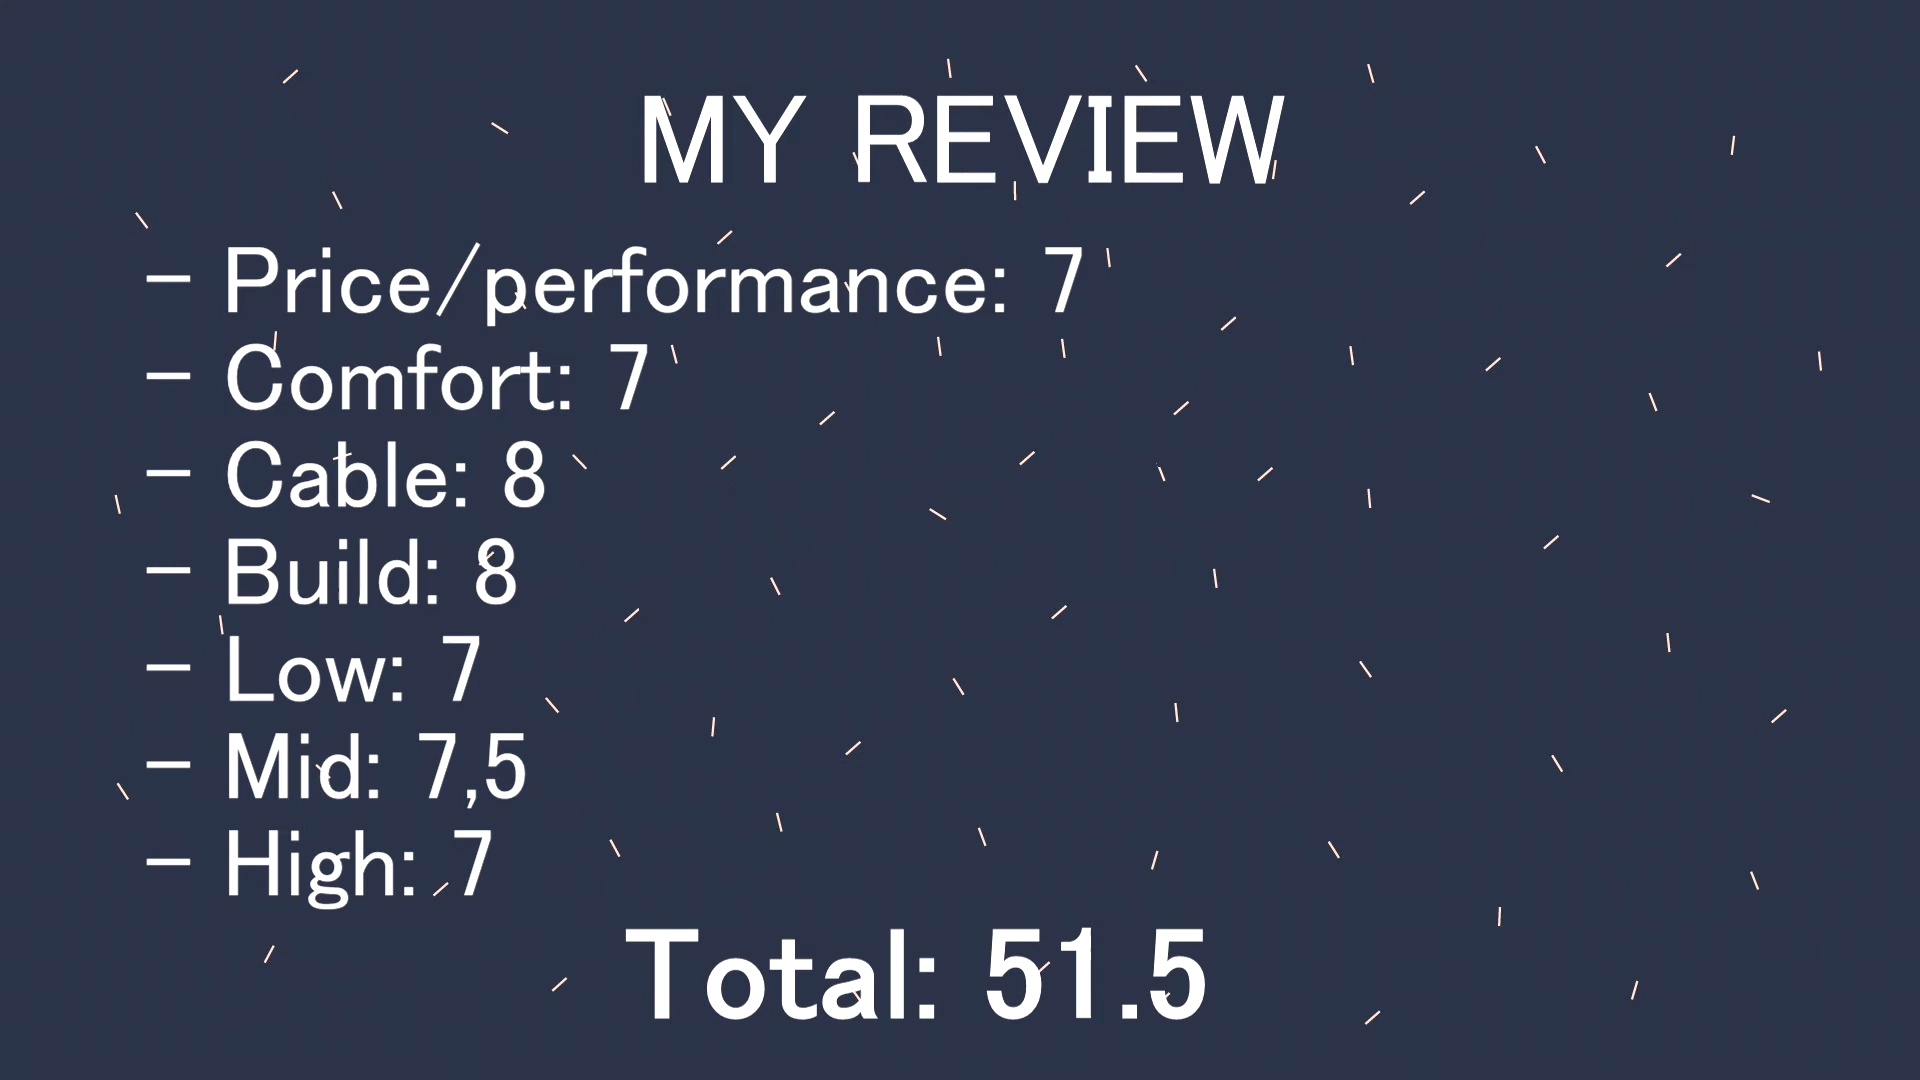 MY REVIEW
- Price/performance: 7
- Comfort: 7
- Cable: 8
- Build: 8
- Low: 7
- Mid: 7,5
- High: 7
Total: 51.5